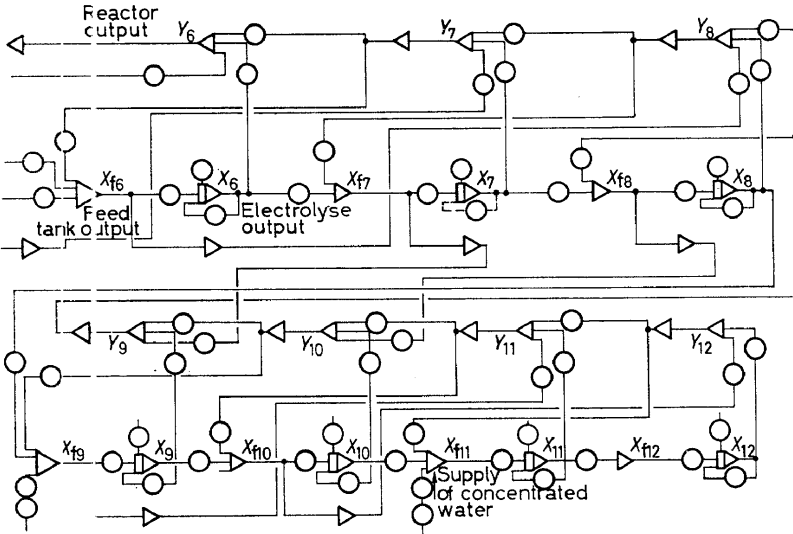 Reactor
output
Y6
Y7
Y8
Xf6
X6
Xf7
X7
Xf8
X8
Feed
tank output
Electrolyse
output
Y9
Y10
Y11
Y12
Xf9
X9
Xf10
X10
Xf11
X11
Xf12
X12
Supply
of concentrated
water